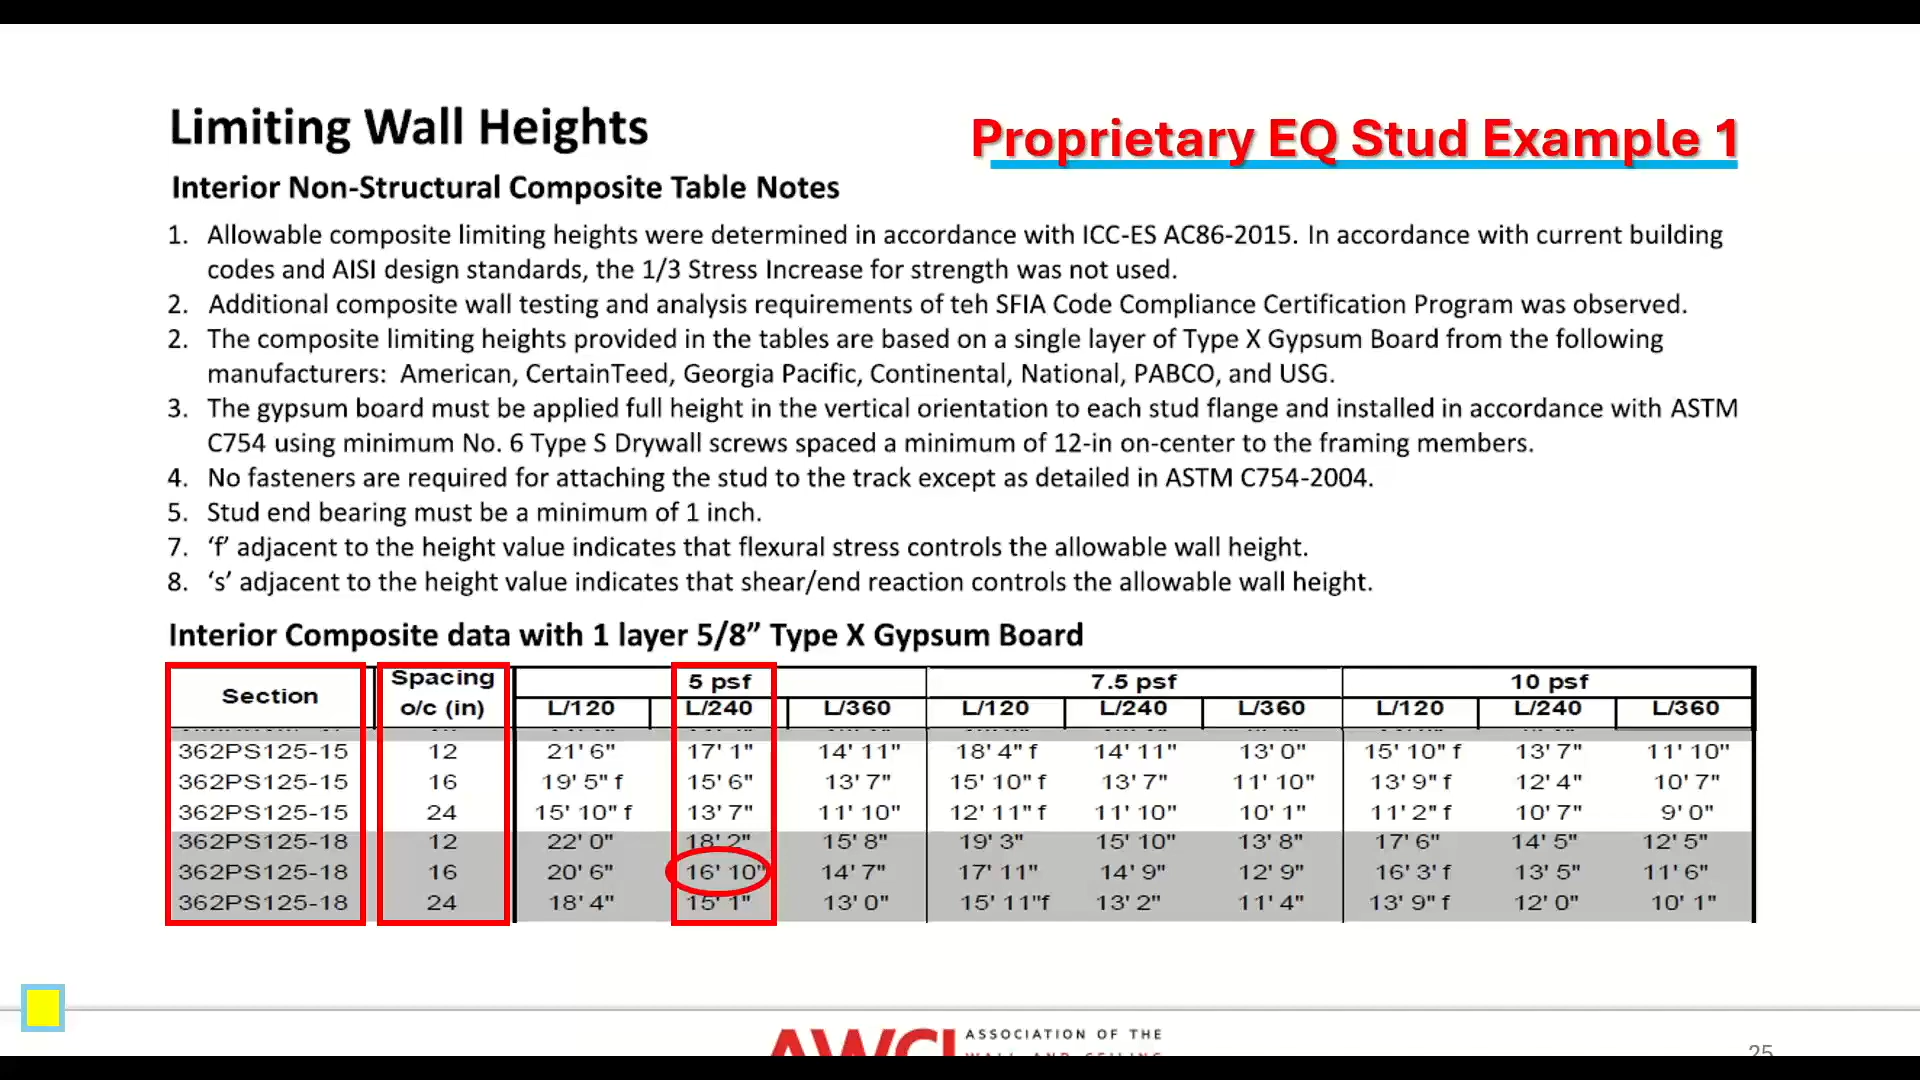 Limiting Wall Heights
Proprietary EQ Stud Example 1
Interior Non-Structural Composite Table Notes
1. Allowable composite limiting heights were determined in accordance with ICC-ES AC86-2015. In accordance with current building
codes and AISI design standards, the 1/3 Stress Increase for strength was not used.
2. Additional composite wall testing and analysis requirements of teh SFIA Code Compliance Certification Program was observed.
2. The composite limiting heights provided in the tables are based on a single layer of Type X Gypsum Board from the following
manufacturers: American, CertainTeed, Georgia Pacific, Continental, National, PABCO, and USG.
3. The gypsum board must be applied full height in the vertical orientation to each stud flange and installed in accordance with ASTM
C754 using minimum No. 6 Type S Drywall screws spaced a minimum of 12-in on-center to the framing members.
4. No fasteners are required for attaching the stud to the track except as detailed in ASTM C754-2004.
5. Stud end bearing must be a minimum of 1 inch.
7. ‘f’ adjacent to the height value indicates that flexural stress controls the allowable wall height.
8. ‘s’ adjacent to the height value indicates that shear/end reaction controls the allowable wall height.
Interior Composite data with 1 layer 5/8” Type X Gypsum Board
Section Spacing o/c (in) 5 psf 7.5 psf 10 psf
L/120 L/240 L/360 L/120 L/240 L/360 L/120 L/240 L/360
362PS125-15 12 21' 6" 17' 1" 14' 11" 18' 4" f 14' 11" 13' 0" 15' 10" f 13' 7" 11' 10"
362PS125-15 16 19' 5" f 15' 6" 13' 7" 15' 10" f 13' 7" 11' 10" 13' 9" f 12' 4" 10' 7"
362PS125-15 24 15' 10" f 13' 7" 11' 10" 12' 11" f 11' 10" 10' 1" 11' 2" f 10' 7" 9' 0"
362PS125-18 12 22' 0" 18' 2" 15' 8" 19' 3" 15' 10" 13' 8" 17' 6" 14' 5" 12' 5"
362PS125-18 16 20' 6" 16' 10" 14' 7" 17' 11" 14' 9" 12' 9" 16' 3' f 13' 5" 11' 6"
362PS125-18 24 18' 4" 15' 1" 13' 0" 15' 11"f 13' 2" 11' 4" 13' 9" f 12' 0" 10' 1"
AWCI ASSOCIATION OF THE
WALL AND CEILING
25